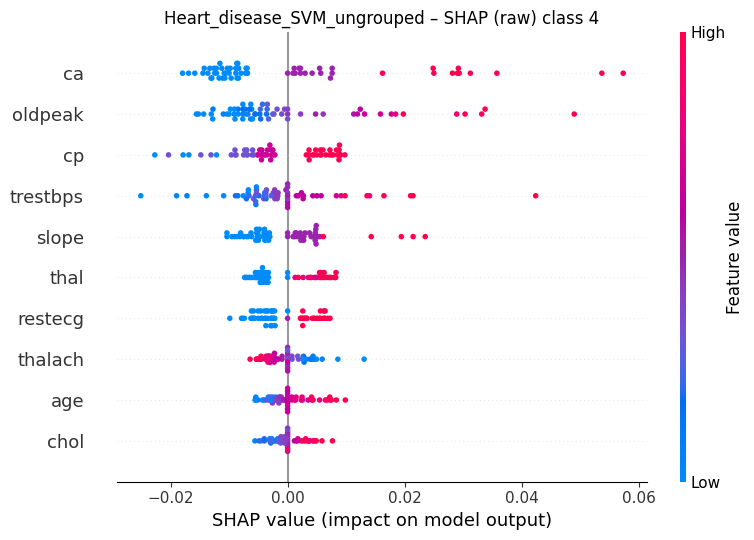 Heart_disease_SVM_ungrouped – SHAP (raw) class 4
High
ca
oldpeak
cp
trestbps
slope
thal
restecg
thalach
age
chol
Feature value
Low
−0.02 0.00 0.02 0.04 0.06
SHAP value (impact on model output)